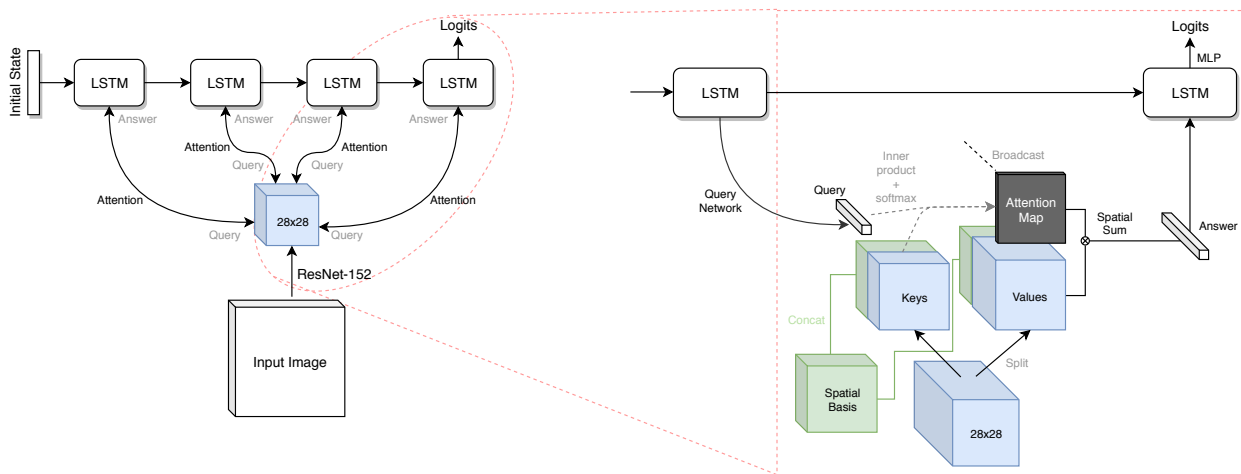 Initial State
LSTM
LSTM
LSTM
LSTM
Logits
Answer
Answer
Answer
Answer
Attention
Attention
Query
Query
Attention
Attention
Query
Query
28x28
ResNet-152
Input Image
LSTM
Logits
MLP
LSTM
Query
Network
Query
Inner
product
+
softmax
Broadcast
Attention
Map
Spatial
Sum
Answer
Keys
Values
Concat
Split
Spatial
Basis
28x28